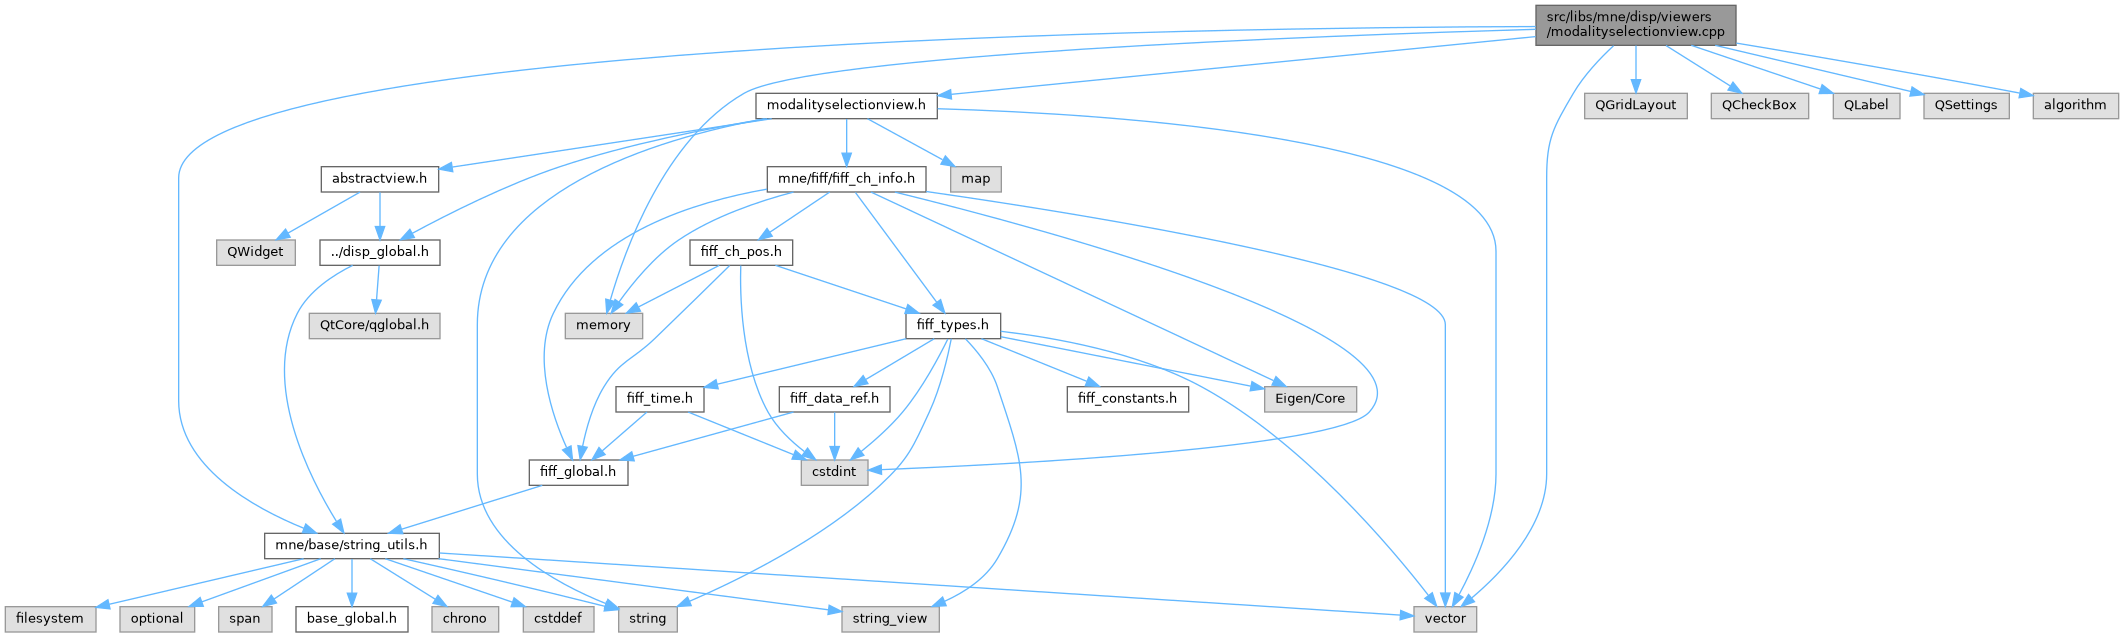 src/libs/mne/disp/viewers
/modalityselectionview.cpp
modalityselectionview.h
QGridLayout
QCheckBox
QLabel
QSettings
algorithm
abstractview.h
mne/fiff/fiff_ch_info.h
map
QWidget
../disp_global.h
fiff_ch_pos.h
QtCore/qglobal.h
memory
fiff_types.h
fiff_time.h
fiff_data_ref.h
fiff_constants.h
Eigen/Core
fiff_global.h
cstdint
mne/base/string_utils.h
filesystem
optional
span
base_global.h
chrono
cstddef
string
string_view
vector